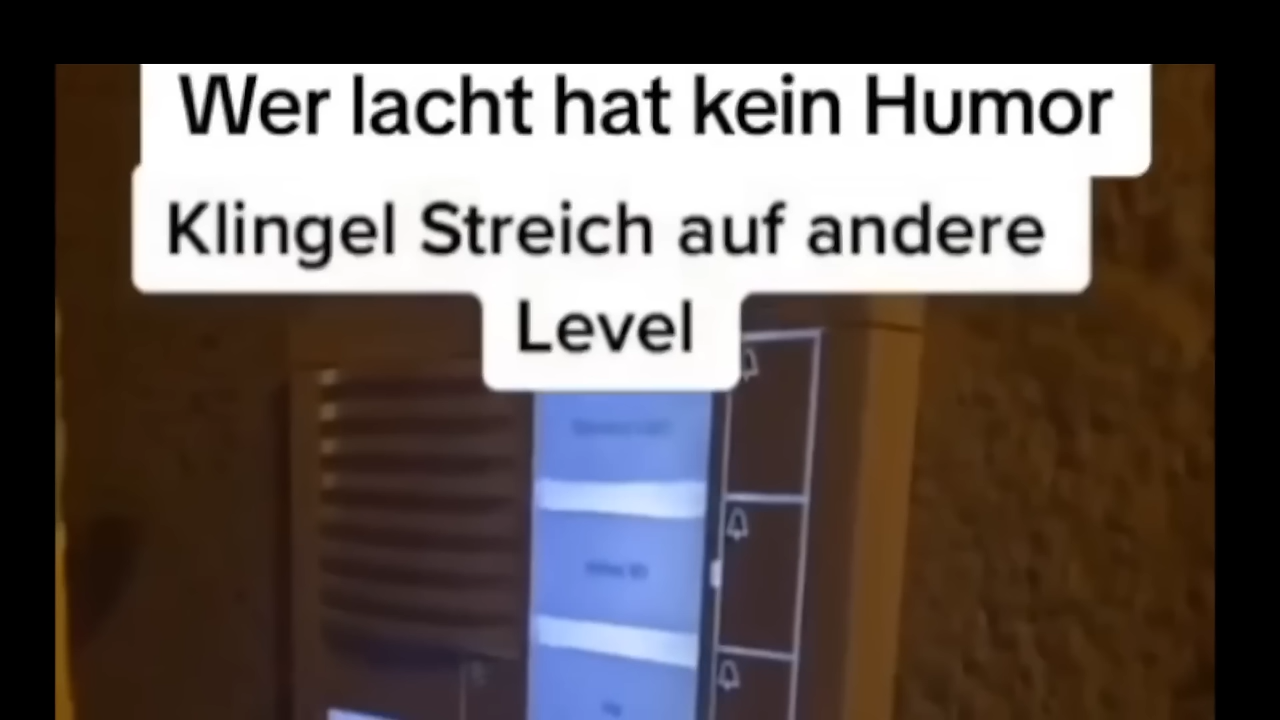 Wer lacht hat kein Humor
Klingel Streich auf andere
Level